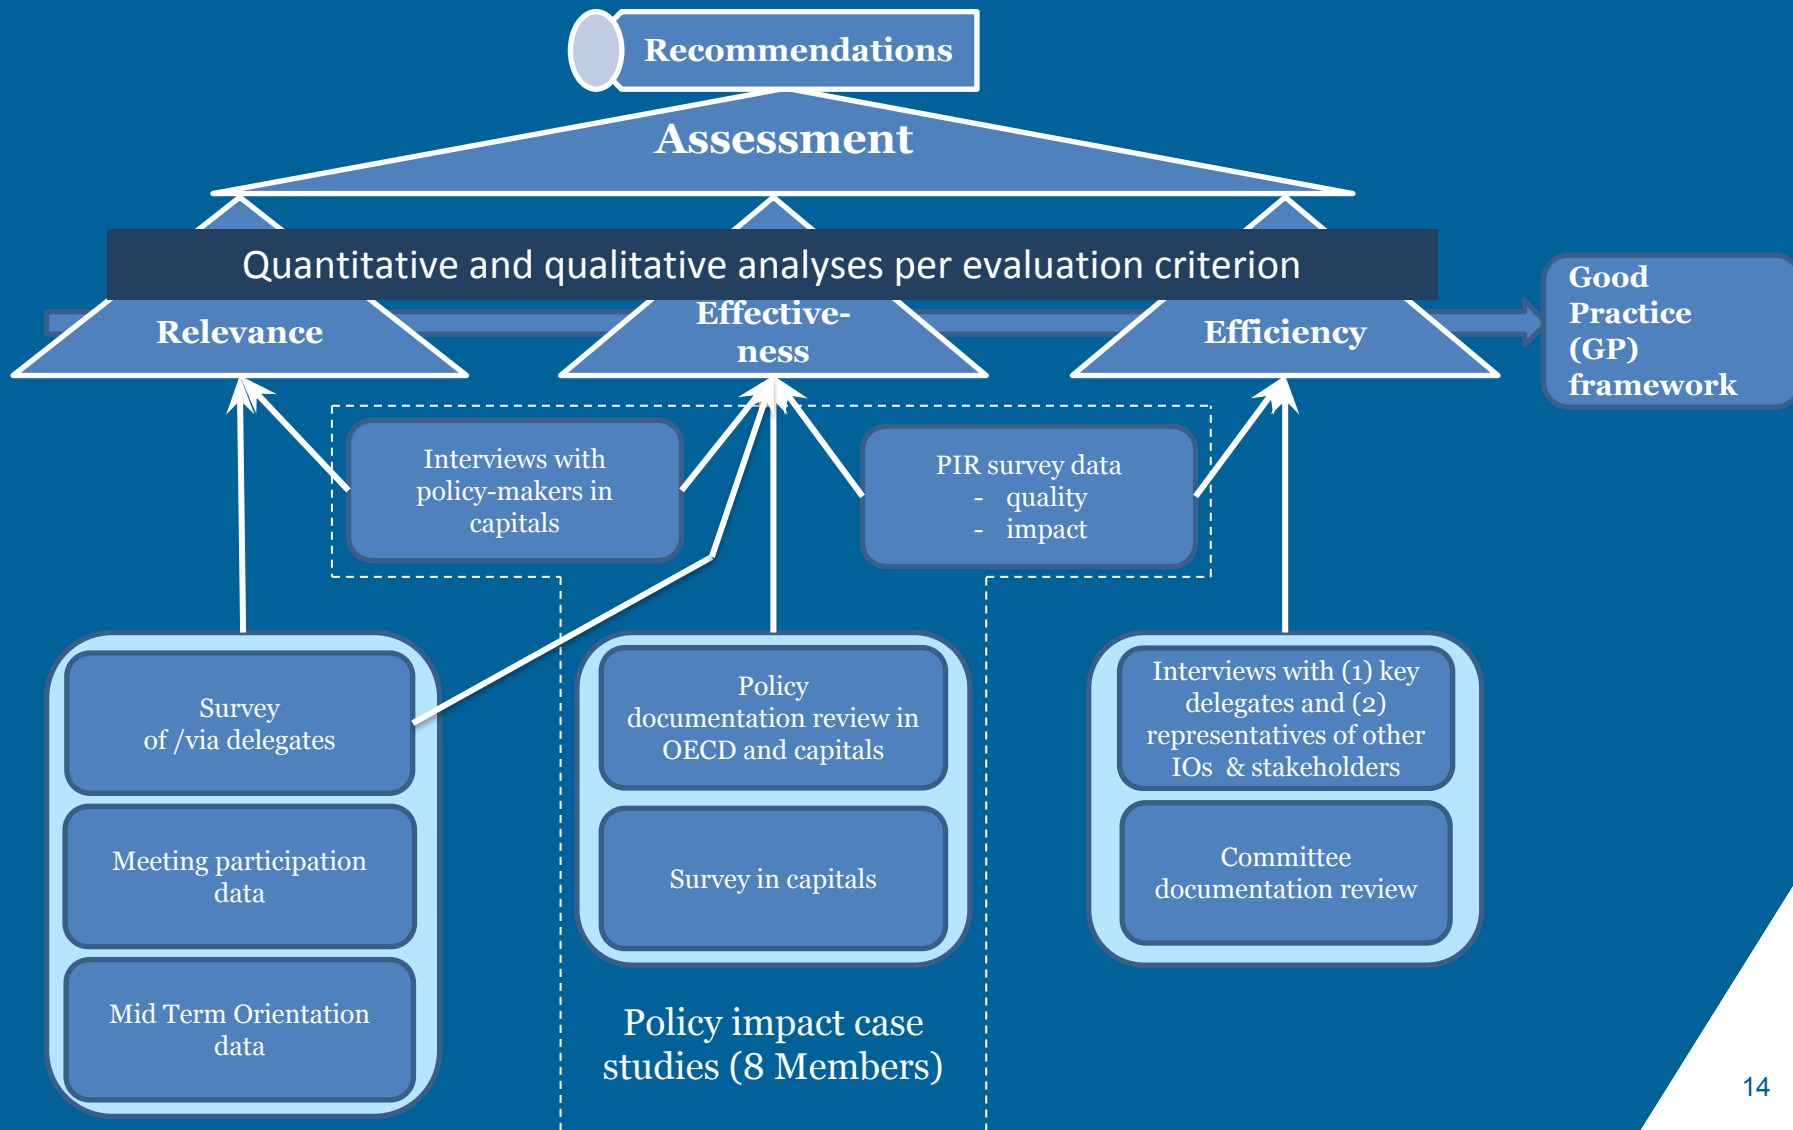 Recommendations
Assessment
Quantitative and qualitative analyses per evaluation criterion
Relevance
Effective-
ness
Efficiency
Good
Practice
(GP)
framework
Interviews with
policy-makers in
capitals
PIR survey data
- quality
- impact
Survey
of /via delegates
Meeting participation
data
Mid Term Orientation
data
Policy
documentation review in
OECD and capitals
Survey in capitals
Policy impact case
studies (8 Members)
Interviews with (1) key
delegates and (2)
representatives of other
IOs & stakeholders
Committee
documentation review
14